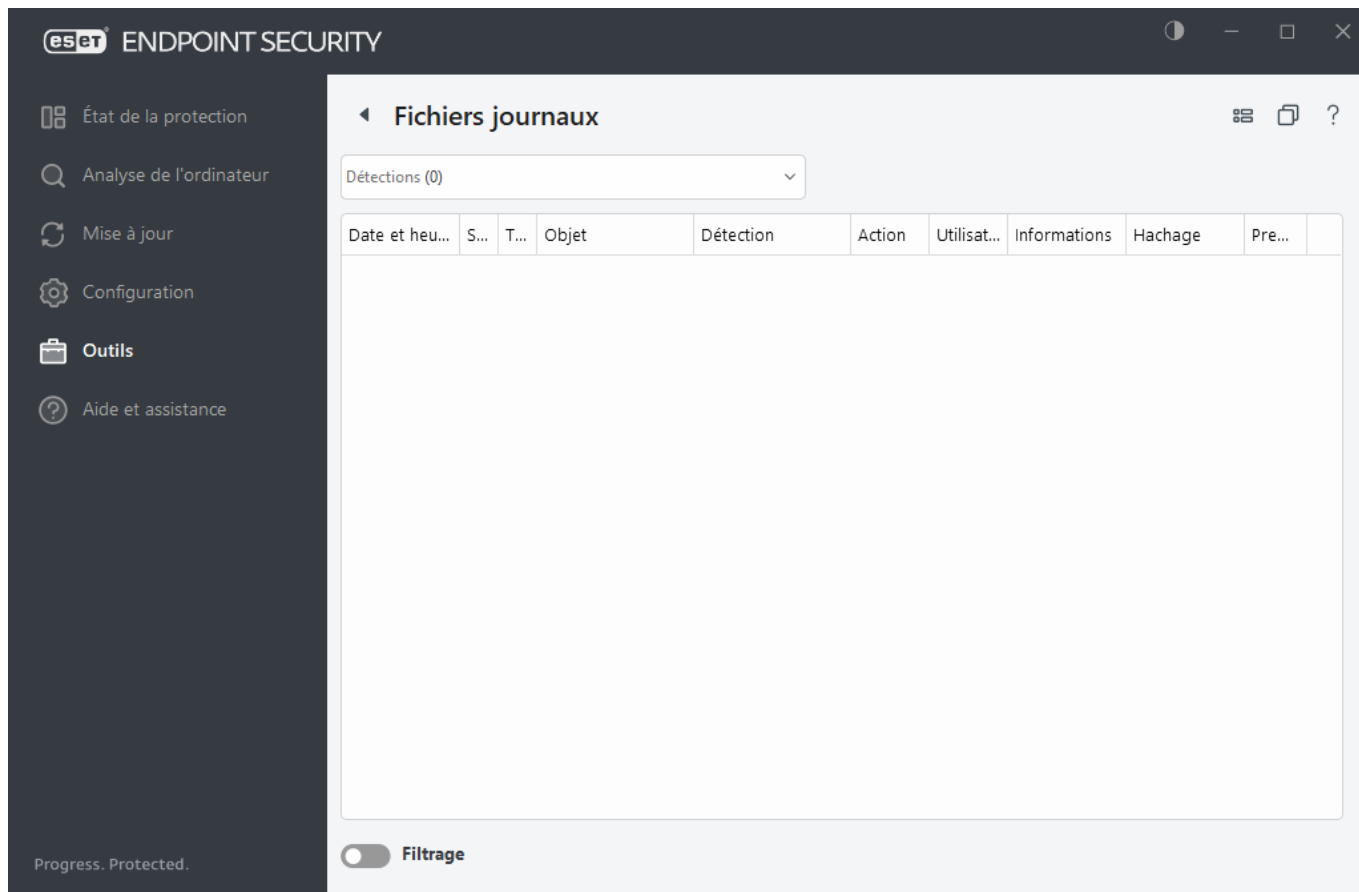 eset ENDPOINT SECURITY
État de la protection
Analyse de l'ordinateur
Mise à jour
Configuration
Outils
Aide et assistance
Progress. Protected.
Fichiers journaux
?
Détections (0)
Date et heu... S... T... Objet Détection Action Utilisat... Informations Hachage Pre...
Filtrage